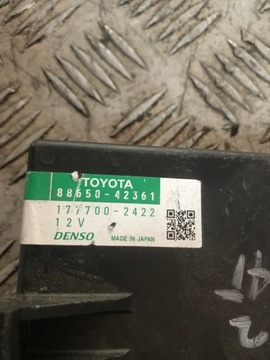 TOYOTA
88650-42361
177700-2422
12V
DENSO MADE IN JAPAN